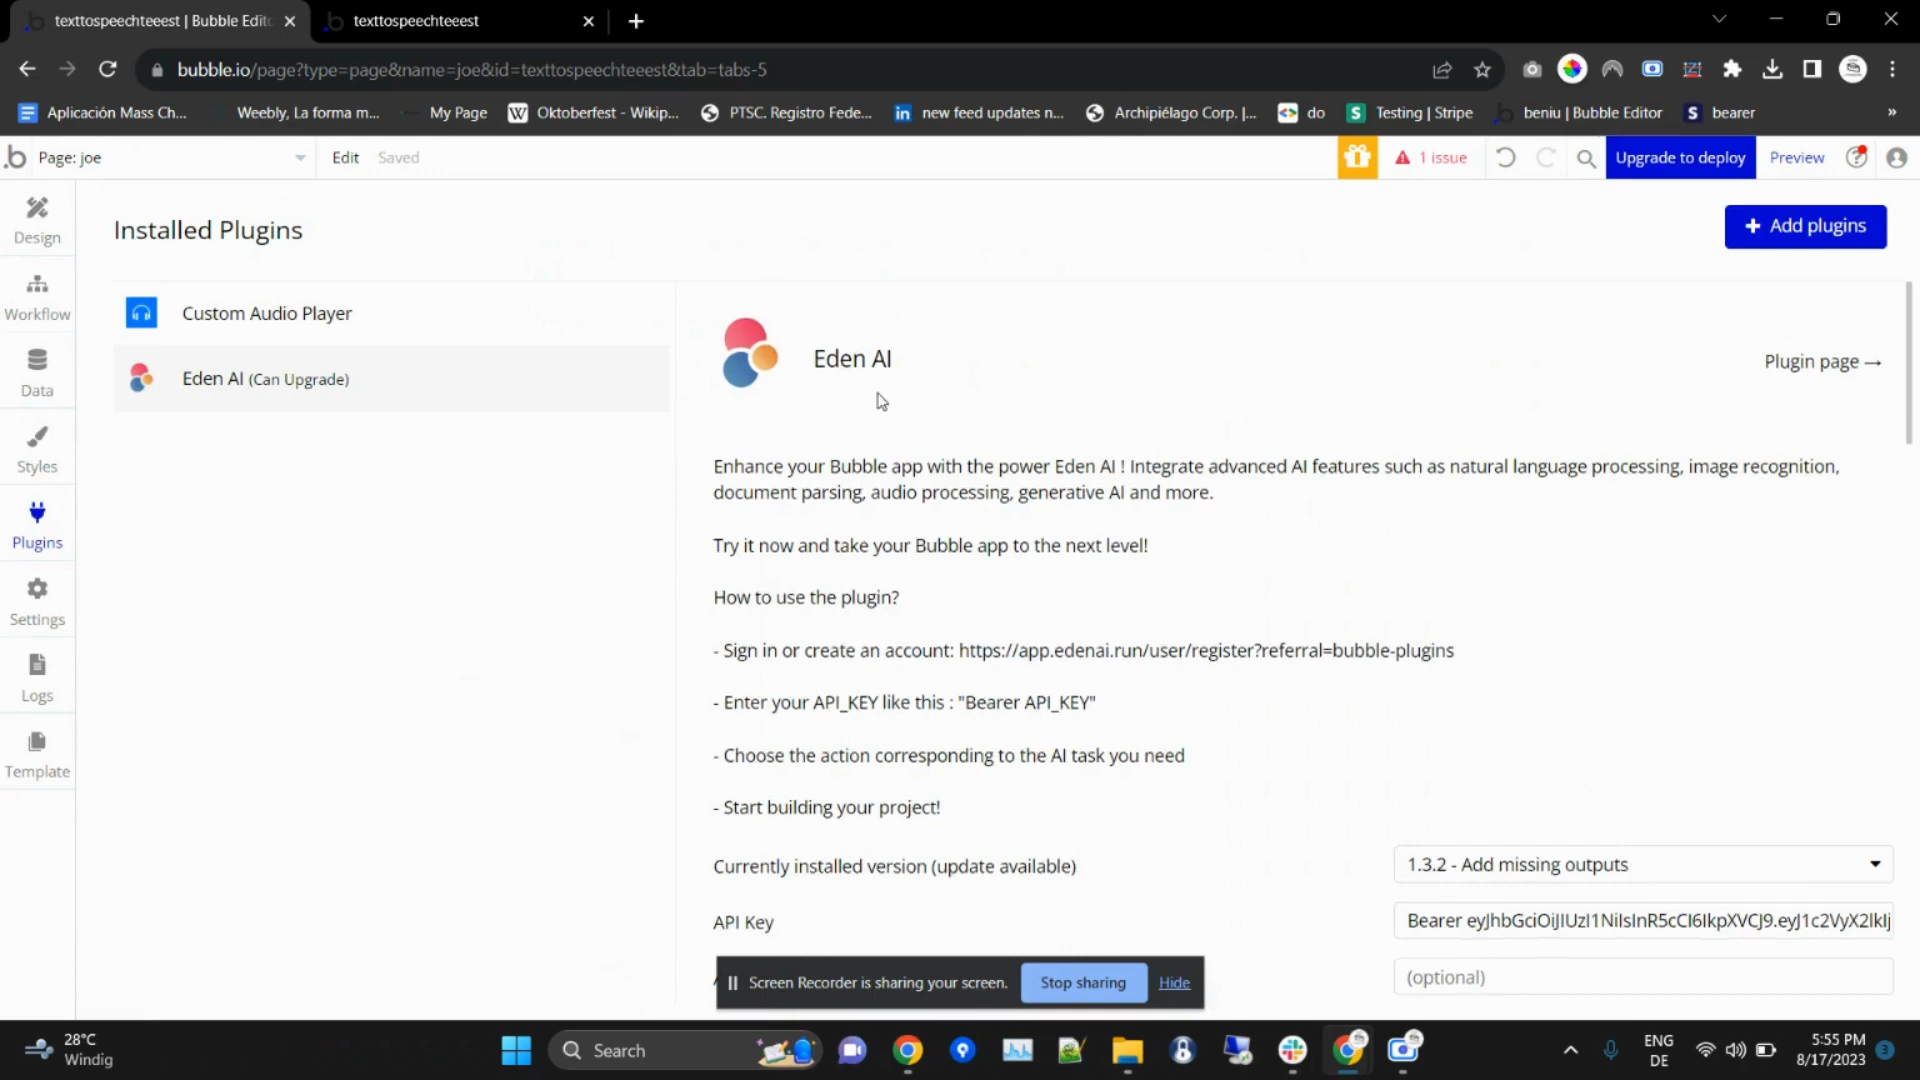 texttospeechteeest | Bubble Edito
texttospeechteeest
bubble.io/page?type=page&name=joe&id=texttospeechteeest&tab=tabs-5
Aplicación Mass Ch...
Weebly, La forma m...
My Page
W Oktoberfest - Wikip...
PTSC. Registro Fede...
in new feed updates n...
Archipiélago Corp. |...
do
S Testing | Stripe
beniu | Bubble Editor
S bearer
»
Page: joe
Edit
Saved
1 issue
Upgrade to deploy
Preview
Design
Workflow
Data
Styles
Plugins
Settings
Logs
Template
Installed Plugins
+ Add plugins
Custom Audio Player
Eden AI (Can Upgrade)
Eden AI
Plugin page →
Enhance your Bubble app with the power Eden AI ! Integrate advanced AI features such as natural language processing, image recognition,
document parsing, audio processing, generative AI and more.
Try it now and take your Bubble app to the next level!
How to use the plugin?
- Sign in or create an account: https://app.edenai.run/user/register?referral=bubble-plugins
- Enter your API_KEY like this : "Bearer API_KEY"
- Choose the action corresponding to the AI task you need
- Start building your project!
Currently installed version (update available)
1.3.2 - Add missing outputs
API Key
Bearer eyJhbGciOiJIUzI1NiIsInR5cCI6IkpXVCJ9.eyJ1c2VyX2lkIj
(optional)
Screen Recorder is sharing your screen.
Stop sharing
Hide
28°C
Windig
Search
ENG
DE
5:55 PM
8/17/2023
3